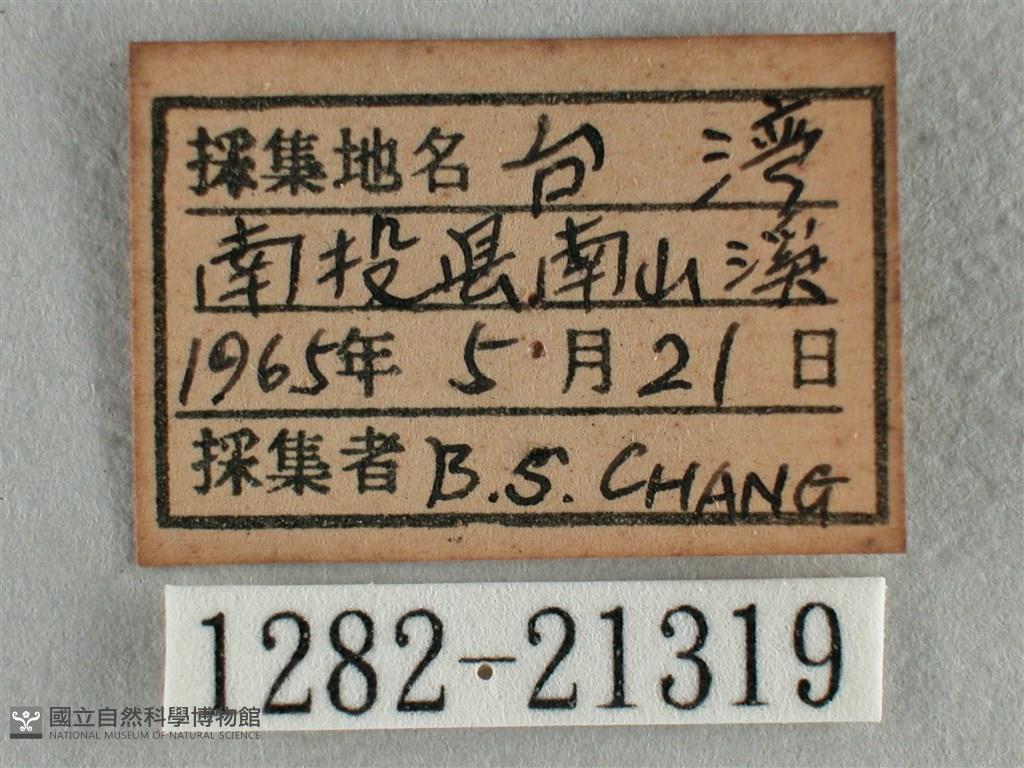 採集地名 台湾
南投县南山溪
1965年 5 月 21 日
採集者 B.S. CHANG
1282-21319
國立自然科學博物館
NATIONAL MUSEUM OF NATURAL SCIENCE